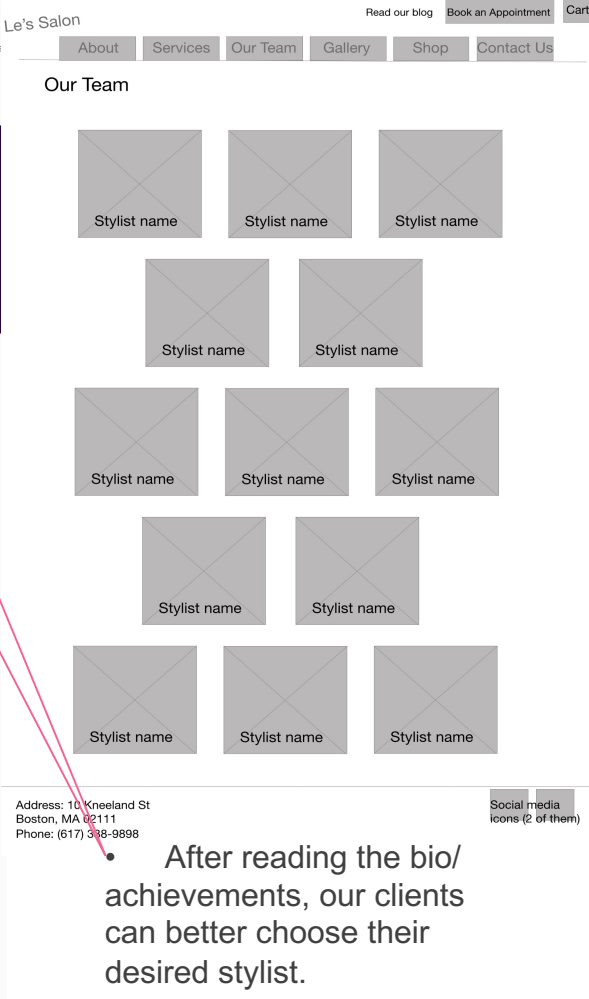 Le's Salon
Read our blog Book an Appointment Cart
About Services Our Team Gallery Shop Contact Us
Our Team
Stylist name Stylist name Stylist name
Stylist name Stylist name
Stylist name Stylist name Stylist name
Stylist name Stylist name
Stylist name Stylist name Stylist name
Address: 10 Kneeland St
Boston, MA 02111
Phone: (617) 338-9898
Social media
icons (2 of them)
• After reading the bio/
achievements, our clients
can better choose their
desired stylist.